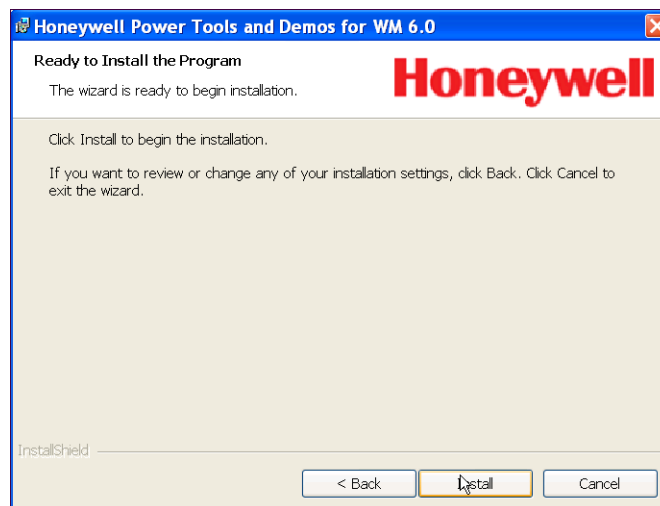 Honeywell Power Tools and Demos for WM 6.0
Ready to Install the Program
The wizard is ready to begin installation.
Honeywell
Click Install to begin the installation.
If you want to review or change any of your installation settings, click Back. Click Cancel to
exit the wizard.
InstallShield
< Back
Install
Cancel